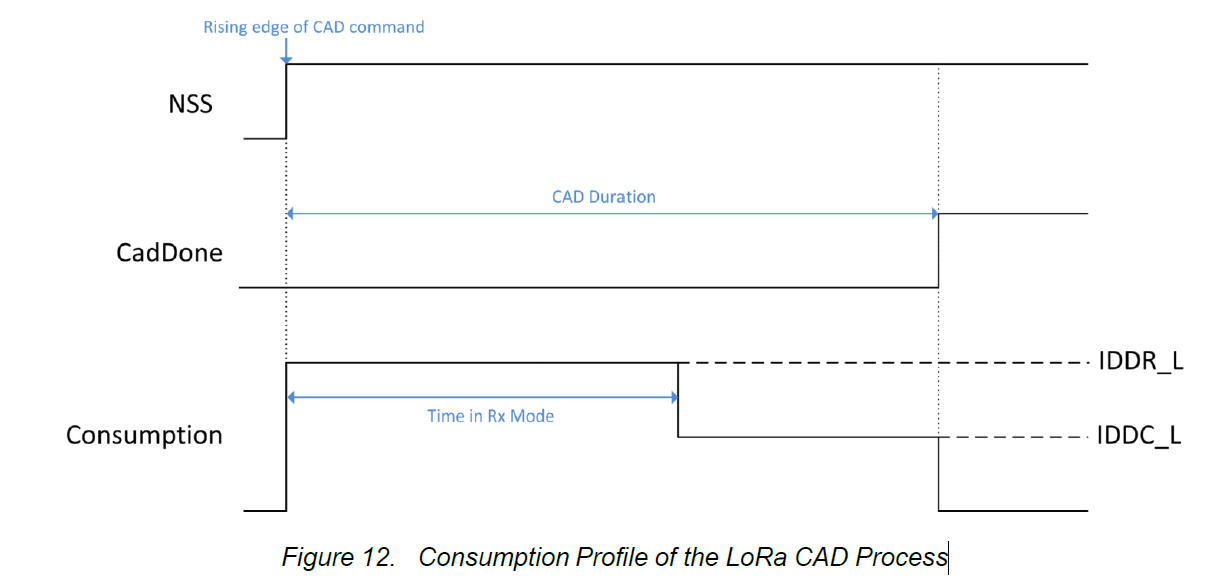 Rising edge of CAD command
NSS
CAD Duration
CadDone
IDDR_L
Time in Rx Mode
Consumption
IDDC_L
Figure 12. Consumption Profile of the LoRa CAD Process